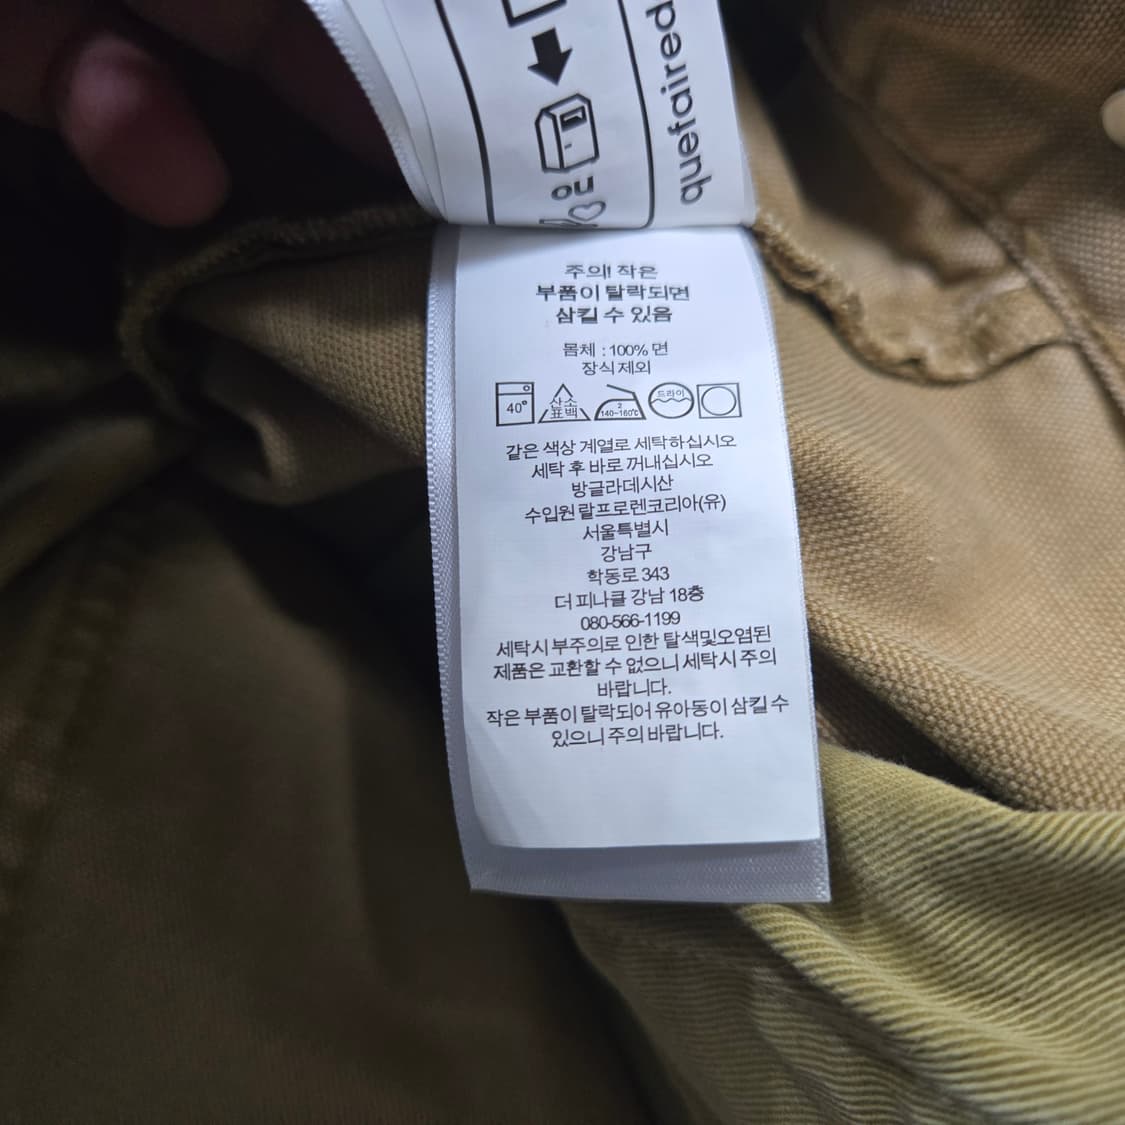 quefaired
주의! 작은
부품이 탈락되면
삼킬 수 있음
몸체 : 100% 면
장식제외
40°
산소
표백
2
140~160℃
드라이
같은 색상 계열로 세탁하십시오
세탁 후 바로 꺼내십시오
방글라데시산
수입원 랄프로렌코리아(유)
서울특별시
강남구
학동로 343
더 피나클 강남 18층
080-566-1199
세탁시 부주의로 인한 탈색및오염된
제품은 교환할 수 없으니 세탁시 주의
바랍니다.
작은 부품이 탈락되어 유아동이 삼킬 수
있으니 주의 바랍니다.